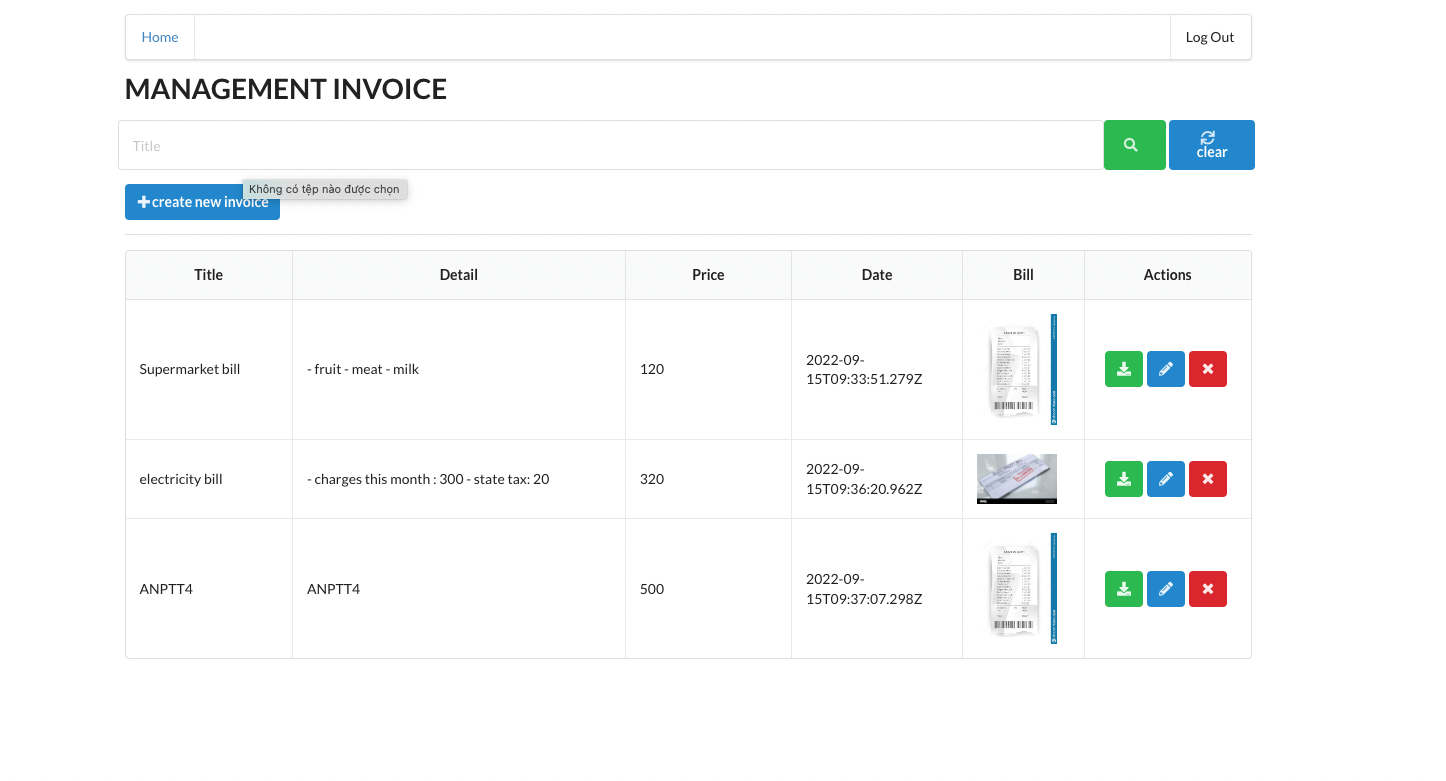 Home
Log Out
MANAGEMENT INVOICE
Title
clear
Không có tệp nào được chọn
create new invoice
Title Detail Price Date Bill Actions
Supermarket bill - fruit - meat - milk 120 2022-09-
15T09:33:51.279Z
electricity bill - charges this month : 300 - state tax: 20 320 2022-09-
15T09:36:20.962Z
ANPTT4 ANPTT4 500 2022-09-
15T09:37:07.298Z